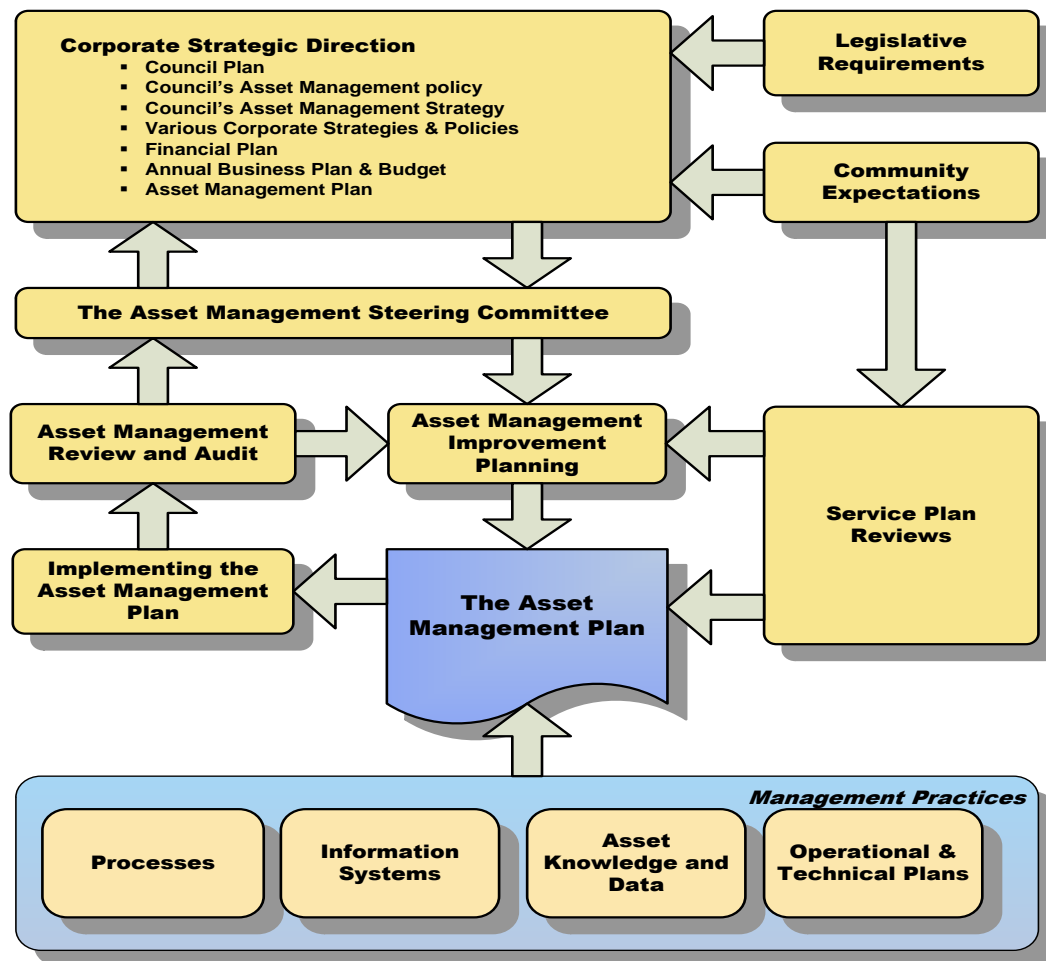 Corporate Strategic Direction
▪ Council Plan
▪ Council's Asset Management policy
▪ Council's Asset Management Strategy
▪ Various Corporate Strategies & Policies
▪ Financial Plan
▪ Annual Business Plan & Budget
▪ Asset Management Plan
Legislative
Requirements
Community
Expectations
The Asset Management Steering Committee
Asset Management
Review and Audit
Asset Management
Improvement
Planning
Service Plan
Reviews
Implementing the
Asset Management
Plan
The Asset
Management Plan
Management Practices
Processes
Information
Systems
Asset
Knowledge and
Data
Operational &
Technical Plans